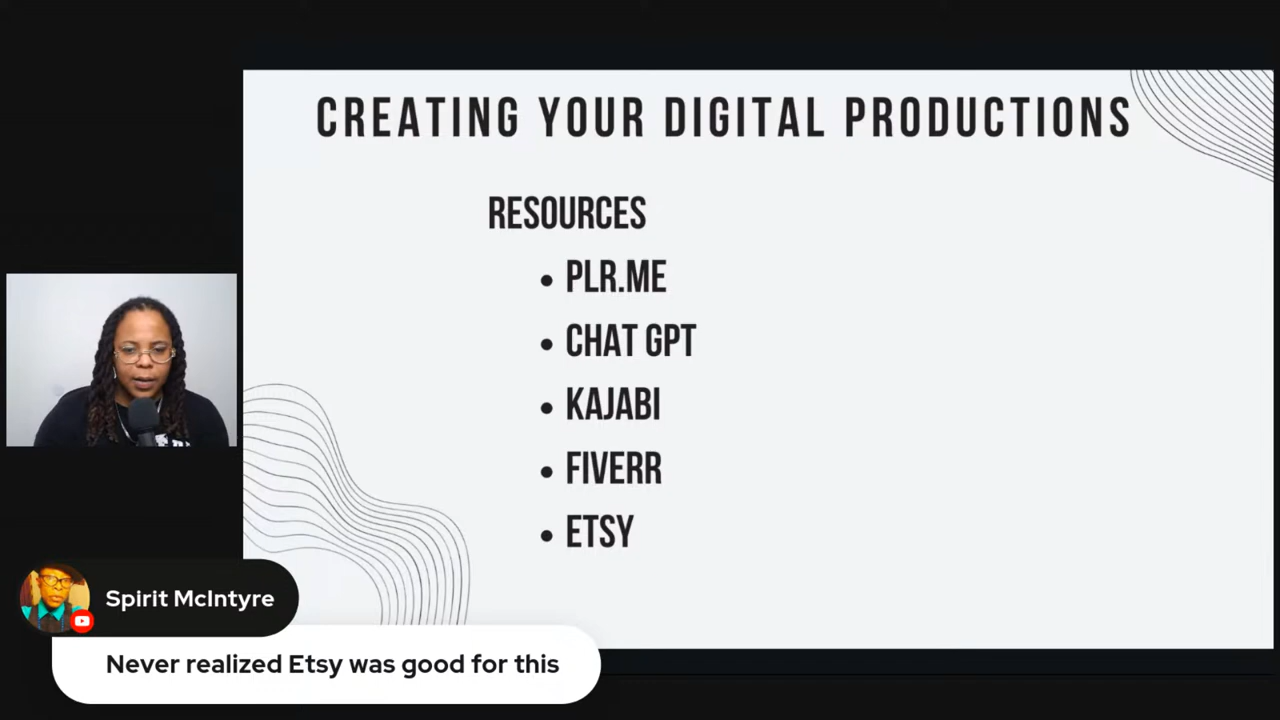 CREATING YOUR DIGITAL PRODUCTIONS
RESOURCES
• PLR.ME
• CHAT GPT
• KAJABI
• FIVERR
• ETSY
Spirit McIntyre
Never realized Etsy was good for this